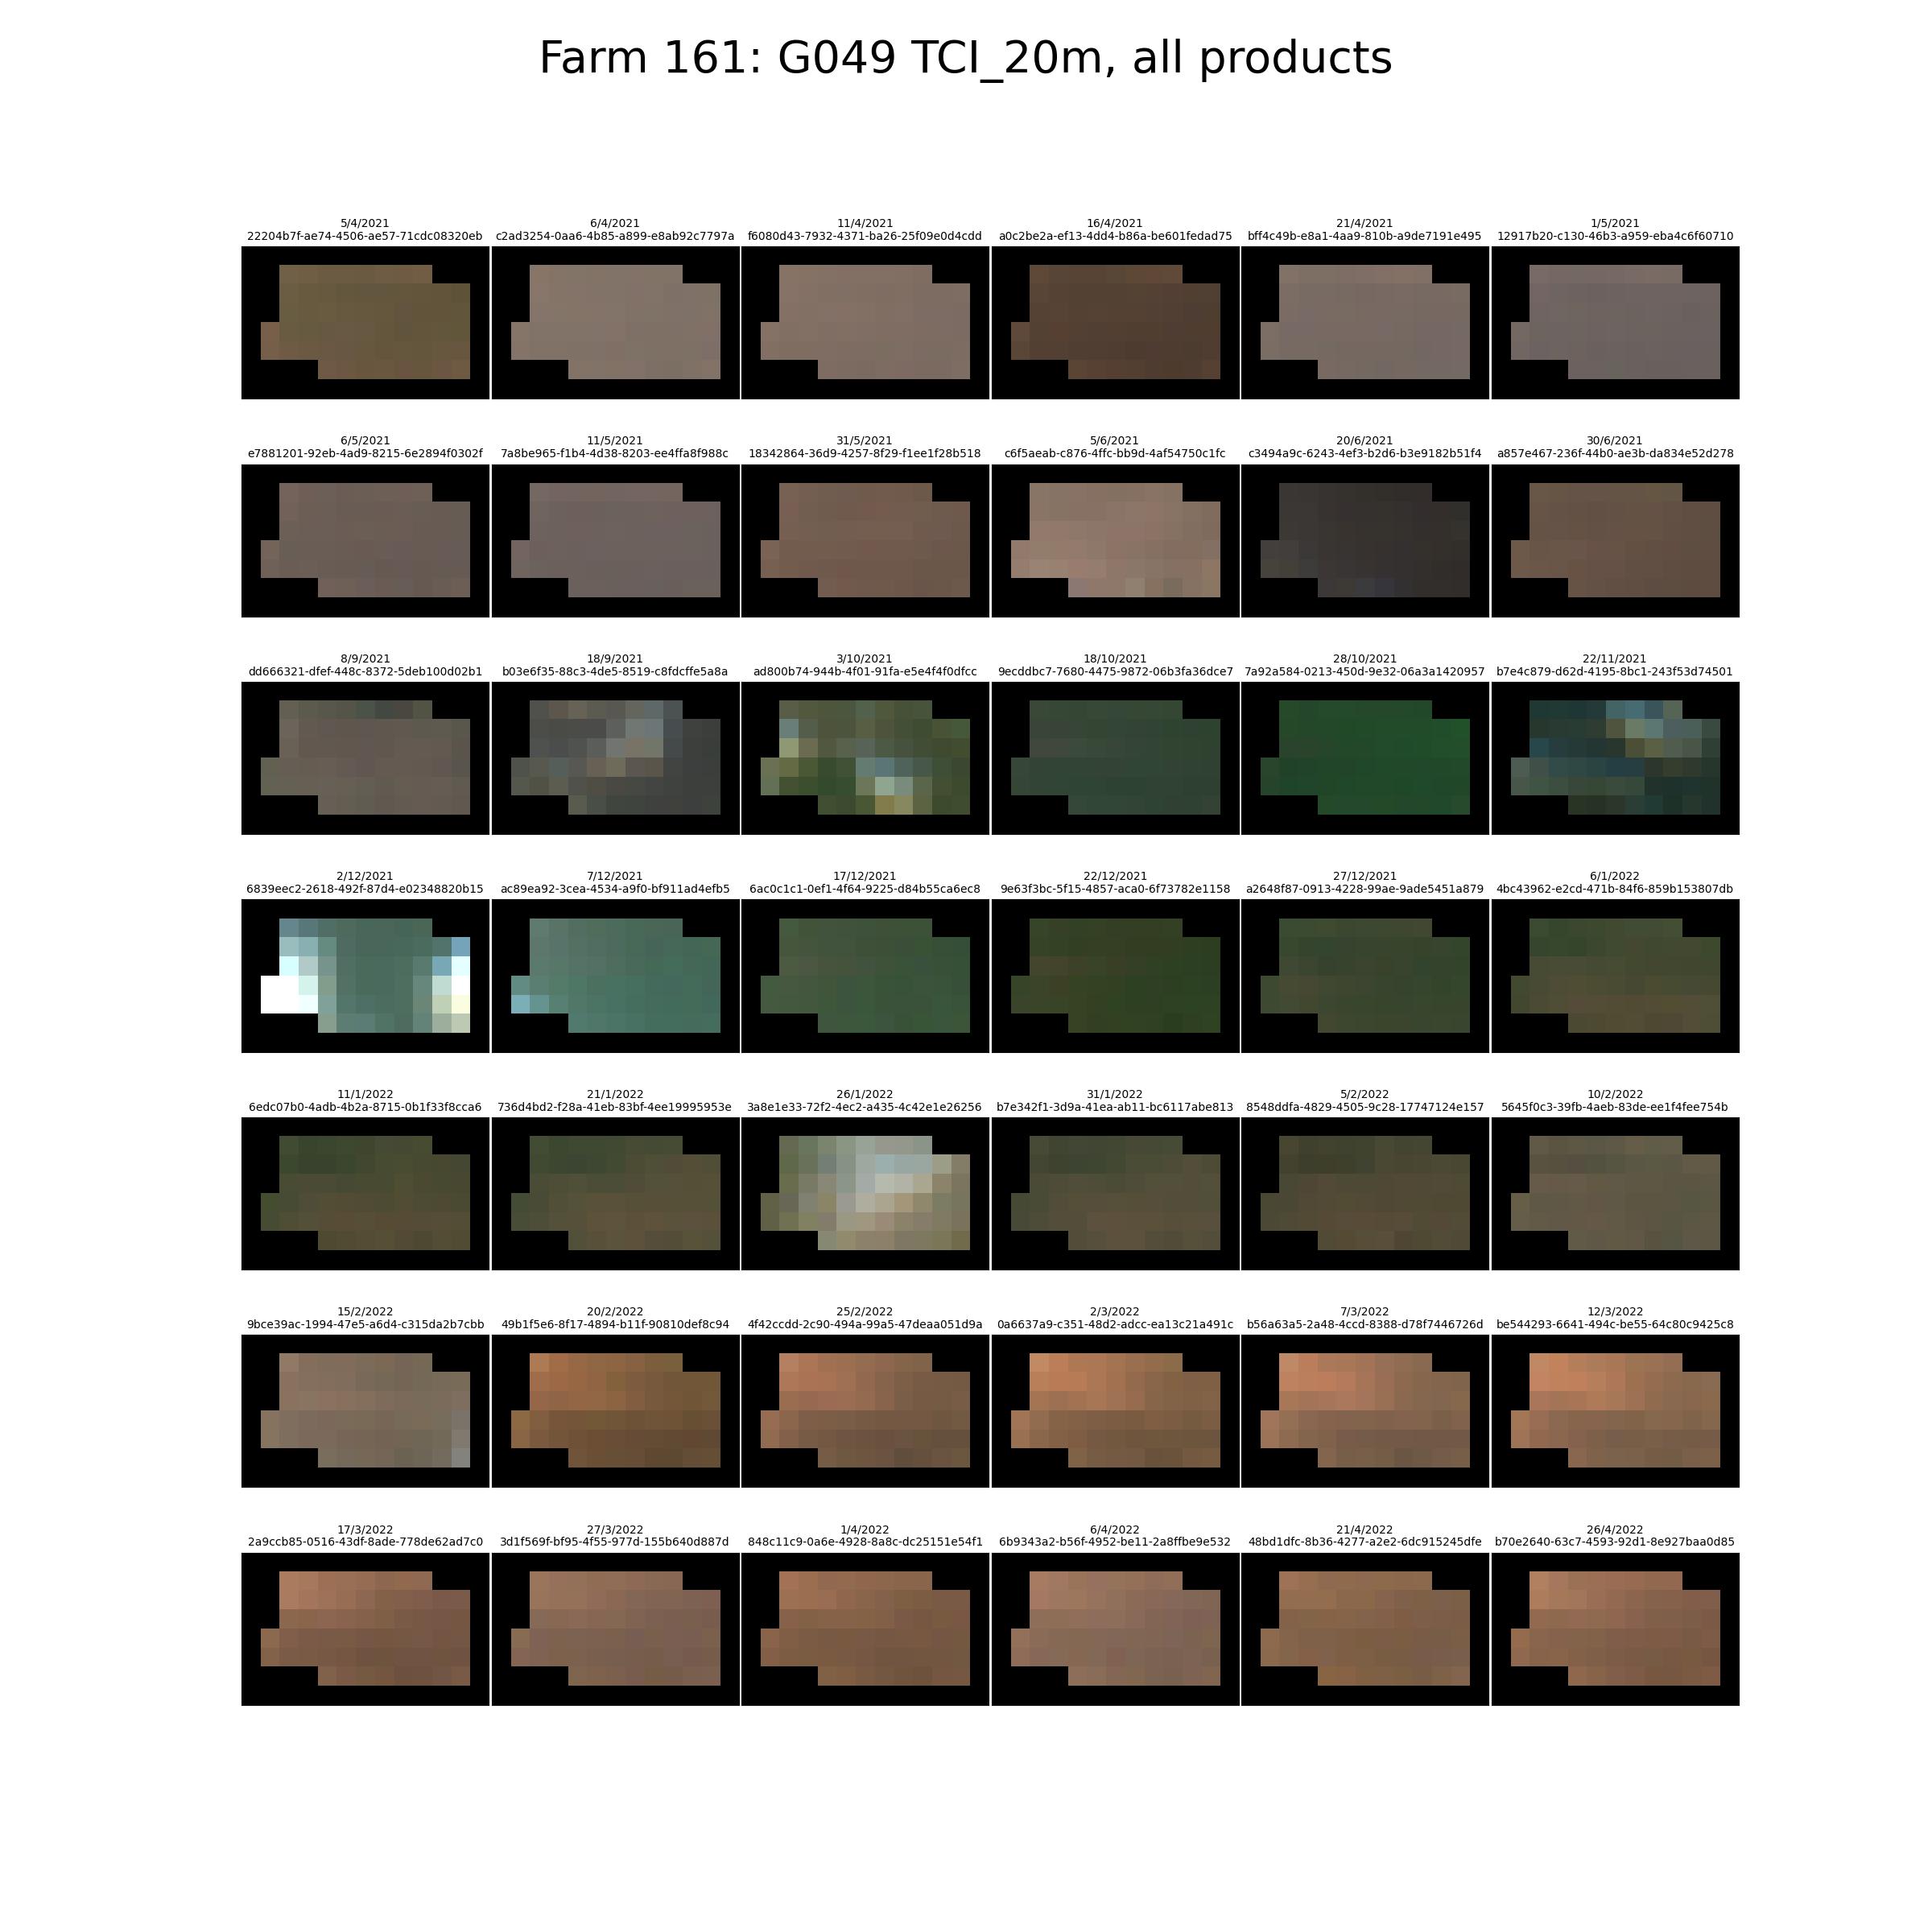 Farm 161: G049 TCI_20m, all products
5/4/2021 6/4/2021 11/4/2021 16/4/2021 21/4/2021 1/5/2021
22204b7f-ae74-4506-ae57-71cdc08320eb c2ad3254-0aa6-4b85-a899-e8ab92c7797a f6080d43-7932-4371-ba26-25f09e0d4cdd a0c2be2a-ef13-4dd4-b86a-be601fedad75 bff4c49b-e8a1-4aa9-810b-a9de7191e495 12917b20-c130-46b3-a959-eba4c6f60710
6/5/2021 11/5/2021 31/5/2021 5/6/2021 20/6/2021 30/6/2021
e7881201-92eb-4ad9-8215-6e2894f0302f 7a8be965-f1b4-4d38-8203-ee4ffa8f988c 18342864-36d9-4257-8f29-f1ee1f28b518 c6f5aeab-c876-4ffc-bb9d-4af54750c1fc c3494a9c-6243-4ef3-b2d6-b3e9182b51f4 a857e467-236f-44b0-ae3b-da834e52d278
8/9/2021 18/9/2021 3/10/2021 18/10/2021 28/10/2021 22/11/2021
dd666321-dfef-448c-8372-5deb100d02b1 b03e6f35-88c3-4de5-8519-c8fdcffe5a8a ad800b74-944b-4f01-91fa-e5e4f4f0dfcc 9ecddbc7-7680-4475-9872-06b3fa36dce7 7a92a584-0213-450d-9e32-06a3a1420957 b7e4c879-d62d-4195-8bc1-243f53d74501
2/12/2021 7/12/2021 17/12/2021 22/12/2021 27/12/2021 6/1/2022
6839eec2-2618-492f-87d4-e02348820b15 ac89ea92-3cea-4534-a9f0-bf911ad4efb5 6ac0c1c1-0ef1-4f64-9225-d84b55ca6ec8 9e63f3bc-5f15-4857-aca0-6f73782e1158 a2648f87-0913-4228-99ae-9ade5451a879 4bc43962-e2cd-471b-84f6-859b153807db
11/1/2022 21/1/2022 26/1/2022 31/1/2022 5/2/2022 10/2/2022
6edc07b0-4adb-4b2a-8715-0b1f33f8cca6 736d4bd2-f28a-41eb-83bf-4ee19995953e 3a8e1e33-72f2-4ec2-a435-4c42e1e26256 b7e342f1-3d9a-41ea-ab11-bc6117abe813 8548ddfa-4829-4505-9c28-17747124e157 5645f0c3-39fb-4aeb-83de-ee1f4fee754b
15/2/2022 20/2/2022 25/2/2022 2/3/2022 7/3/2022 12/3/2022
9bce39ac-1994-47e5-a6d4-c315da2b7cbb 49b1f5e6-8f17-4894-b11f-90810def8c94 4f42ccdd-2c90-494a-99a5-47deaa051d9a 0a6637a9-c351-48d2-adcc-ea13c21a491c b56a63a5-2a48-4ccd-8388-d78f7446726d be544293-6641-494c-be55-64c80c9425c8
17/3/2022 27/3/2022 1/4/2022 6/4/2022 21/4/2022 26/4/2022
2a9ccb85-0516-43df-8ade-778de62ad7c0 3d1f569f-bf95-4f55-977d-155b640d887d 848c11c9-0a6e-4928-8a8c-dc25151e54f1 6b9343a2-b56f-4952-be11-2a8ffbe9e532 48bd1dfc-8b36-4277-a2e2-6dc915245dfe b70e2640-63c7-4593-92d1-8e927baa0d85